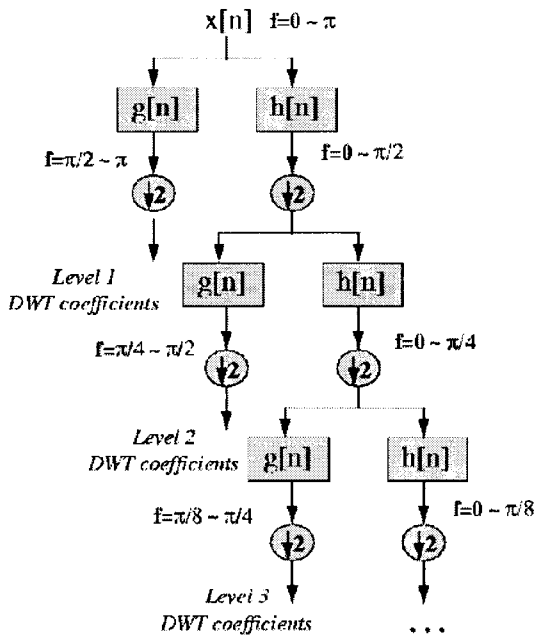 x[n] f=0 ~ π
g[n] h[n]
f=π/2 ~ π f=0 ~ π/2
↓2 ↓2
Level 1
DWT coefficients
g[n] h[n]
f=π/4 ~ π/2 f=0 ~ π/4
↓2 ↓2
Level 2
DWT coefficients
g[n] h[n]
f=π/8 ~ π/4 f=0 ~ π/8
↓2 ↓2
Level 3
DWT coefficients
...